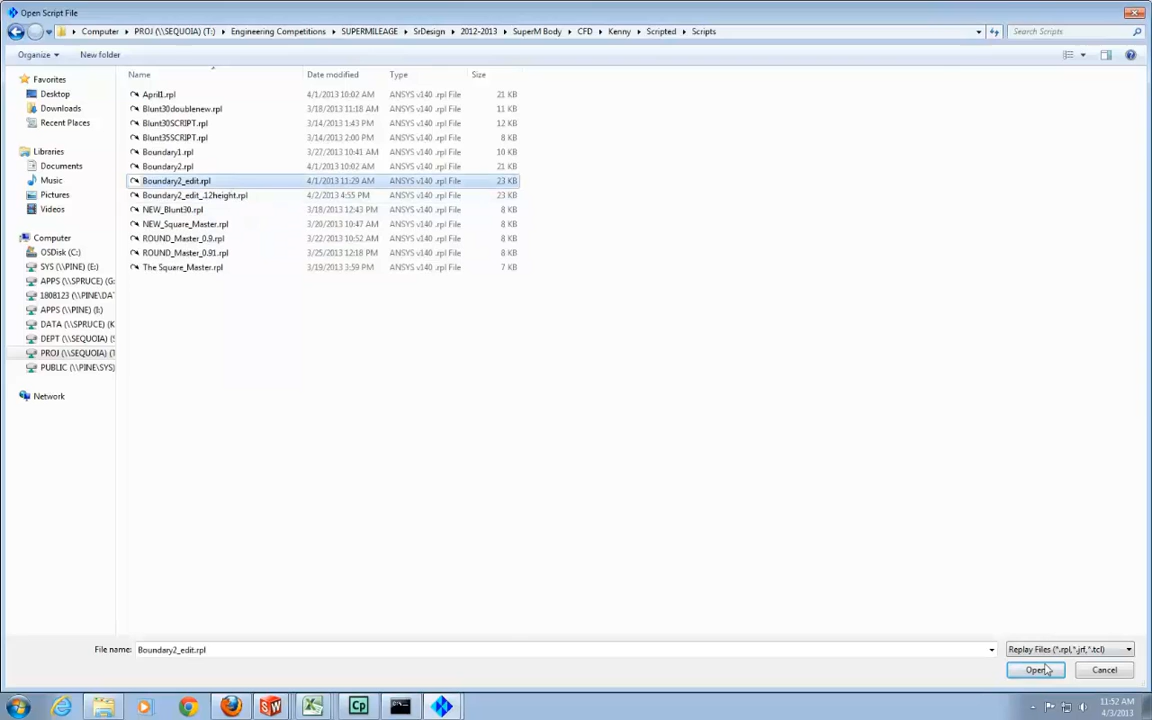 Open Script File
Computer ▸ PROJ (\\SEQUOIA) (T:) ▸ Engineering Competitions ▸ SUPERMILEAGE ▸ SrDesign ▸ 2012-2013 ▸ SuperM Body ▸ CFD ▸ Kenny ▸ Scripted ▸ Scripts
Search Scripts
Organize New folder
Name Date modified Type Size
Favorites
Desktop
Downloads
Recent Places
Libraries
Documents
Music
Pictures
Videos
Computer
OSDisk (C:)
SYS (\\PINE) (E:)
APPS (\\SPRUCE) (G:
1808123 (\\PINE\DAT
APPS (\\PINE) (I:)
DATA (\\SPRUCE) (K
DEPT (\\SEQUOIA) (S
PROJ (\\SEQUOIA) (T
PUBLIC (\\PINE\SYS)
Network
April1.rpl 4/1/2013 10:02 AM ANSYS v140 .rpl File 21 KB
Blunt30doublenew.rpl 3/18/2013 11:18 AM ANSYS v140 .rpl File 11 KB
Blunt30SCRIPT.rpl 3/14/2013 1:43 PM ANSYS v140 .rpl File 12 KB
Blunt35SCRIPT.rpl 3/14/2013 2:00 PM ANSYS v140 .rpl File 8 KB
Boundary1.rpl 3/27/2013 10:41 AM ANSYS v140 .rpl File 10 KB
Boundary2.rpl 4/1/2013 10:02 AM ANSYS v140 .rpl File 21 KB
Boundary2_edit.rpl 4/1/2013 11:29 AM ANSYS v140 .rpl File 23 KB
Boundary2_edit_.12height.rpl 4/2/2013 4:55 PM ANSYS v140 .rpl File 23 KB
NEW_Blunt30.rpl 3/18/2013 12:43 PM ANSYS v140 .rpl File 8 KB
NEW_Square_Master.rpl 3/20/2013 10:47 AM ANSYS v140 .rpl File 8 KB
ROUND_Master_0.9.rpl 3/22/2013 10:52 AM ANSYS v140 .rpl File 8 KB
ROUND_Master_0.91.rpl 3/25/2013 12:18 PM ANSYS v140 .rpl File 8 KB
The Square_Master.rpl 3/19/2013 3:59 PM ANSYS v140 .rpl File 7 KB
File name: Boundary2_edit.rpl Replay Files (*.rpl,*.jrf,*.tcl)
Open Cancel
Cp
11:52 AM
4/3/2013